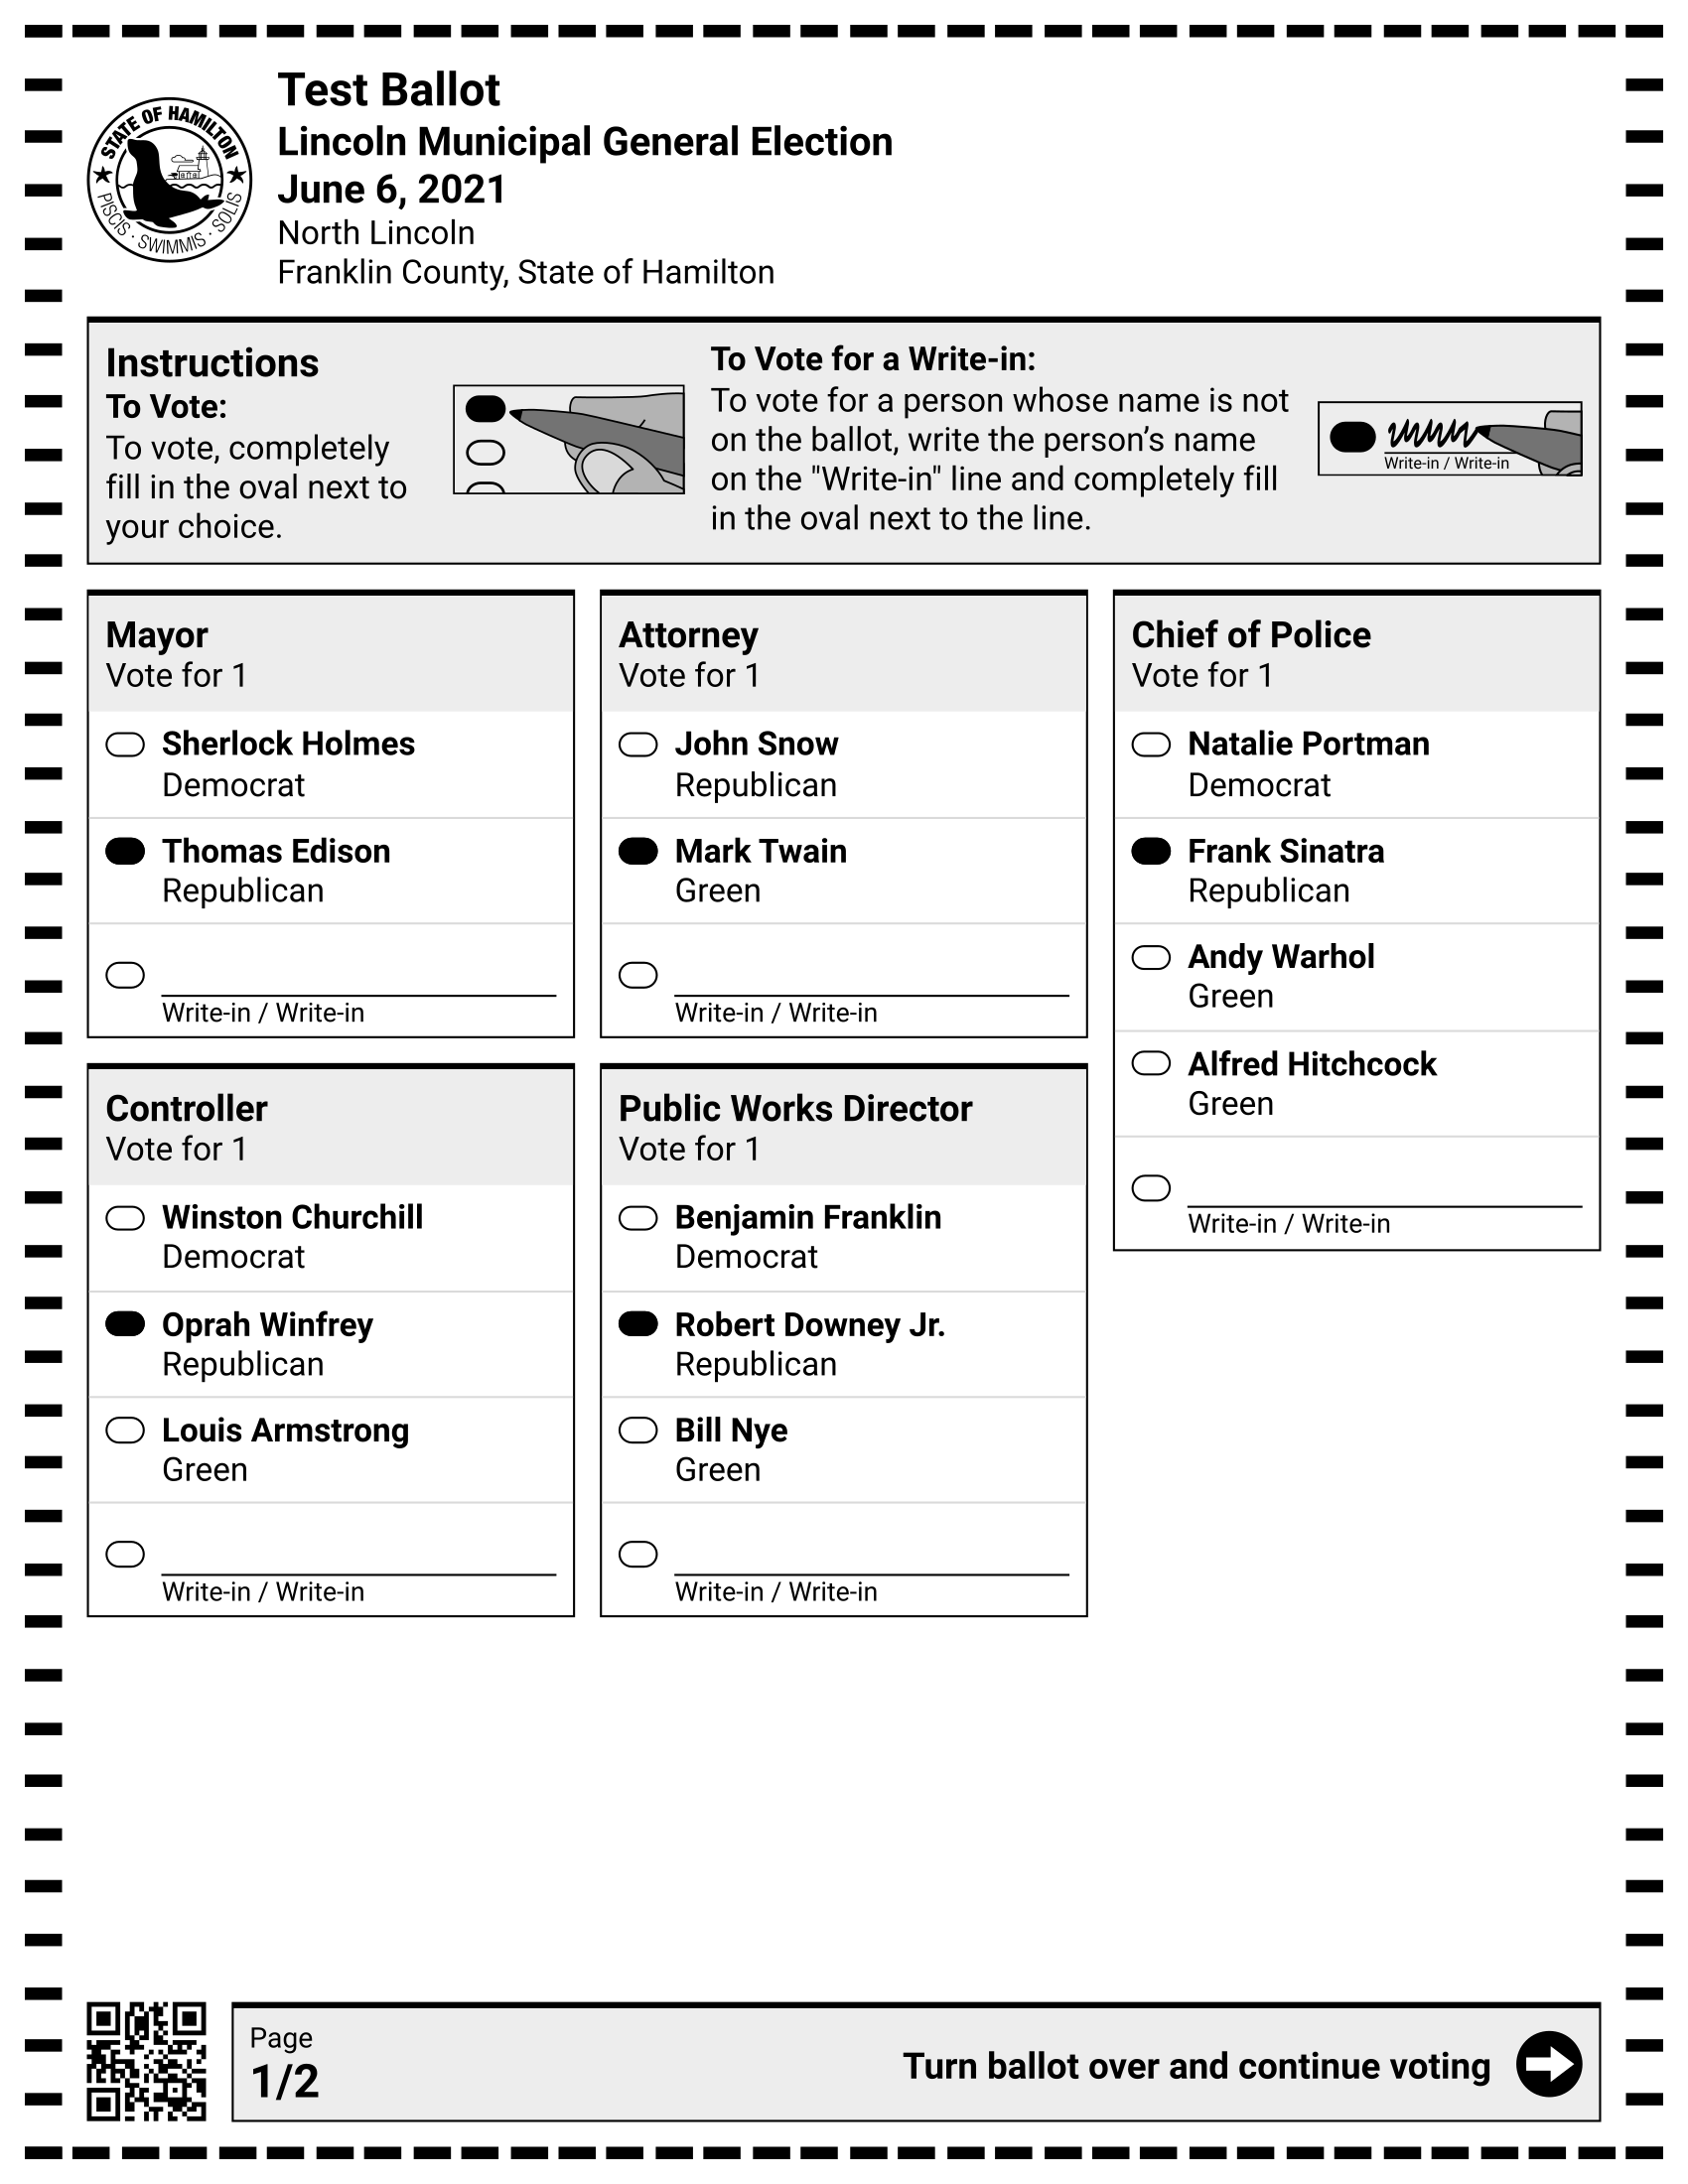 STATE OF HAMILTON
PISCIS · SWIMMIS · SOLIS
Test Ballot
Lincoln Municipal General Election
June 6, 2021
North Lincoln
Franklin County, State of Hamilton
Instructions
To Vote:
To vote, completely
fill in the oval next to
your choice.
To Vote for a Write-in:
To vote for a person whose name is not
on the ballot, write the person’s name
on the "Write-in" line and completely fill
in the oval next to the line.
Write-in / Write-in
Mayor
Vote for 1
Sherlock Holmes
Democrat
Thomas Edison
Republican
Write-in / Write-in
Controller
Vote for 1
Winston Churchill
Democrat
Oprah Winfrey
Republican
Louis Armstrong
Green
Write-in / Write-in
Attorney
Vote for 1
John Snow
Republican
Mark Twain
Green
Write-in / Write-in
Public Works Director
Vote for 1
Benjamin Franklin
Democrat
Robert Downey Jr.
Republican
Bill Nye
Green
Write-in / Write-in
Chief of Police
Vote for 1
Natalie Portman
Democrat
Frank Sinatra
Republican
Andy Warhol
Green
Alfred Hitchcock
Green
Write-in / Write-in
Page
1/2
Turn ballot over and continue voting